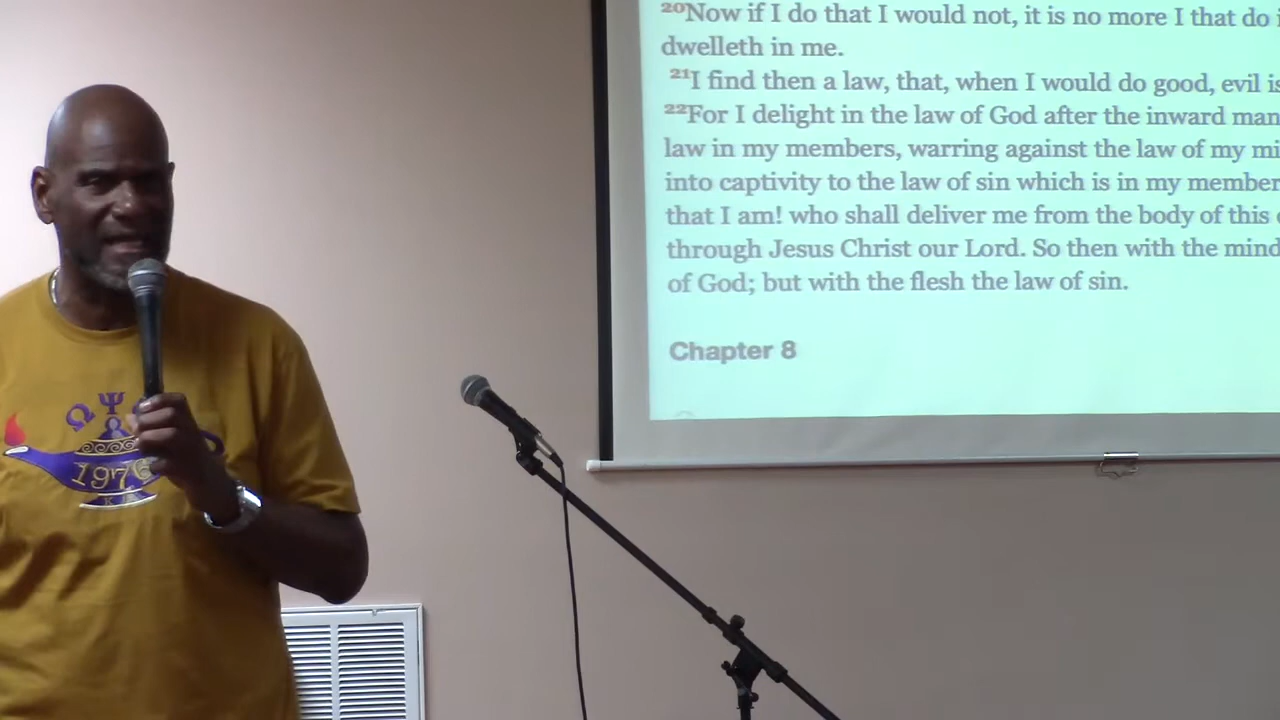 Ω Ψ
1976
K
20Now if I do that I would not, it is no more I that do
dwelleth in me.
21I find then a law, that, when I would do good, evil is
22For I delight in the law of God after the inward man
law in my members, warring against the law of my mi
into captivity to the law of sin which is in my member
that I am! who shall deliver me from the body of this
through Jesus Christ our Lord. So then with the mind
of God; but with the flesh the law of sin.
Chapter 8